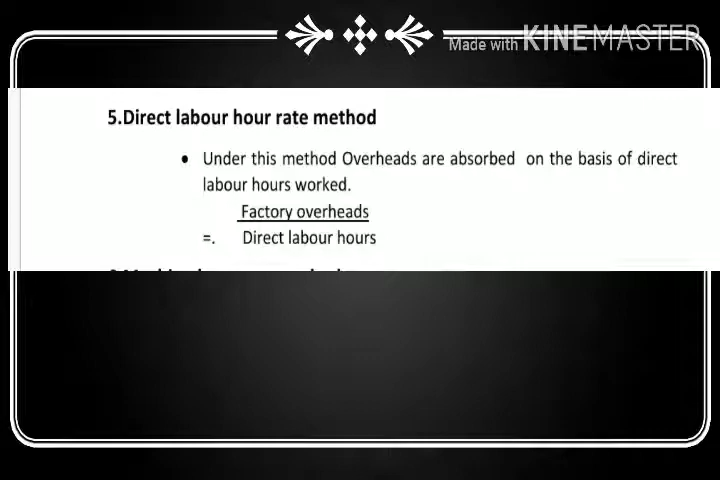 Made with KINEMASTER
5.Direct labour hour rate method
• Under this method Overheads are absorbed on the basis of direct
labour hours worked.
Factory overheads
=. Direct labour hours